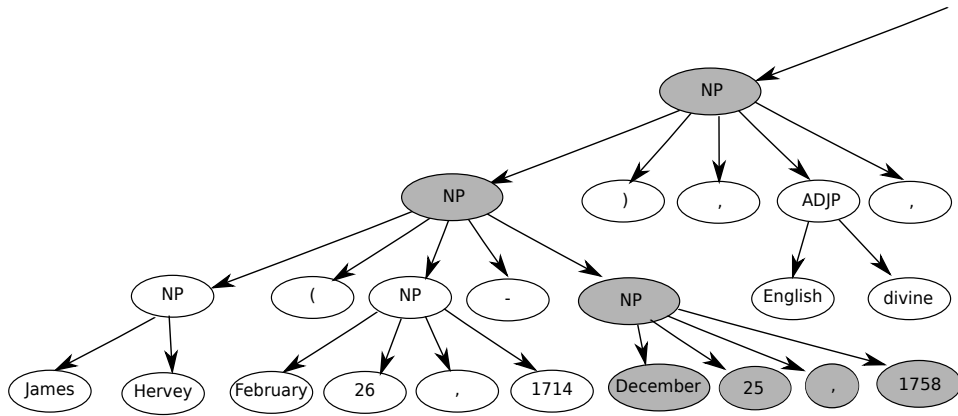 NP
NP ) , ADJP ,
NP ( NP - NP English divine
James Hervey February 26 , 1714 December 25 , 1758